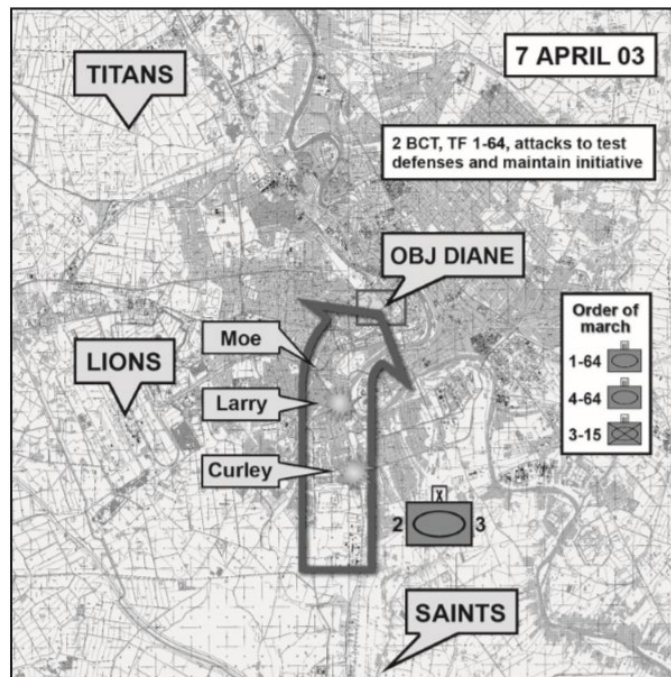 7 APRIL 03
TITANS
2 BCT, TF 1-64, attacks to test
defenses and maintain initiative
OBJ DIANE
Order of
march
1-64
4-64
3-15
Moe
LIONS
Larry
Curley
X
2
3
SAINTS